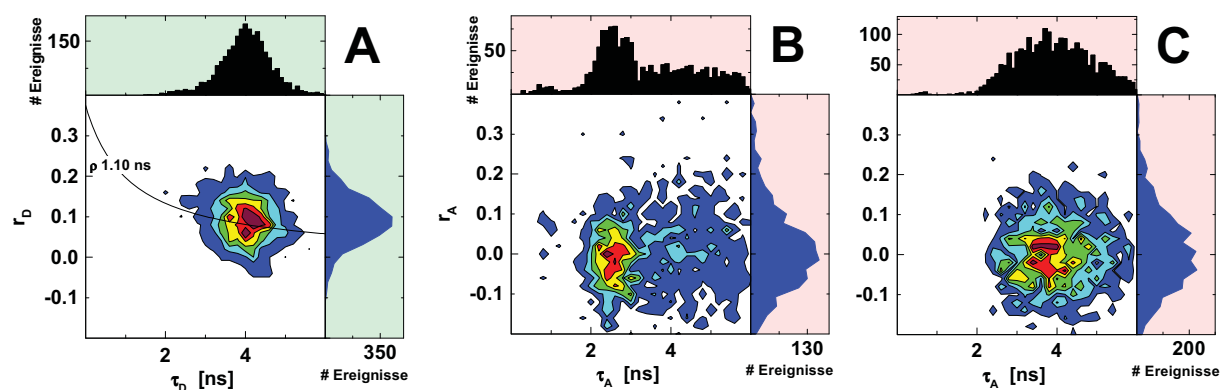 A
# Ereignisse
150
r_D
0.3
0.2
0.1
0.0
-0.1
ρ 1.10 ns
2
4
τ_D [ns]
350
# Ereignisse
B
# Ereignisse
50
r_A
0.3
0.2
0.1
0.0
-0.1
2
4
τ_A [ns]
130
# Ereignisse
C
100
50
0.3
0.2
0.1
0.0
-0.1
2
4
τ_A [ns]
200
# Ereignisse